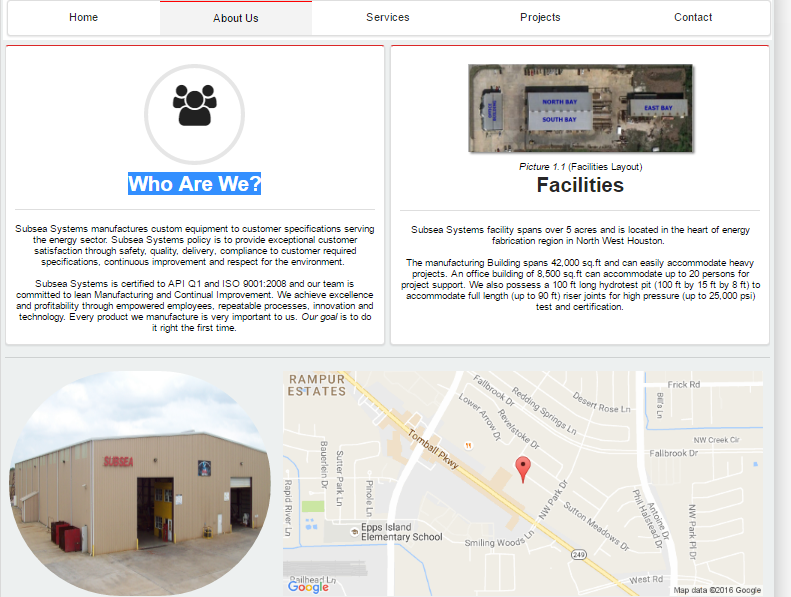 Home About Us Services Projects Contact
Who Are We?
Subsea Systems manufactures custom equipment to customer specifications serving
the energy sector. Subsea Systems policy is to provide exceptional customer
satisfaction through safety, quality, delivery, compliance to customer required
specifications, continuous improvement and respect for the environment.
Subsea Systems is certified to API Q1 and ISO 9001:2008 and our team is
committed to lean Manufacturing and Continual Improvement. We achieve excellence
and profitability through empowered employees, repeatable processes, innovation and
technology. Every product we manufacture is very important to us. Our goal is to do
it right the first time.
NORTH BAY
SOUTH BAY
EAST BAY
Picture 1.1 (Facilities Layout)
Facilities
Subsea Systems facility spans over 5 acres and is located in the heart of energy
fabrication region in North West Houston.
The manufacturing Building spans 42,000 sq.ft and can easily accommodate heavy
projects. An office building of 8,500 sq.ft can accommodate up to 20 persons for
project support. We also possess a 100 ft long hydrotest pit (100 ft by 15 ft by 8 ft) to
accommodate full length (up to 90 ft) riser joints for high pressure (up to 25,000 psi)
test and certification.
SUBSEA
RAMPUR
ESTATES
Fallbrook Dr
Redding Springs Ln
Desert Rose Ln
Frick Rd
Bill's Ln
Lower Arrow Dr
Revelstoke Dr
NW Creek Cir
Fallbrook Dr
Tomball Pkwy
Bauerlein Dr
Sutter Park Ln
Pinole Ln
Rapid River Ln
NW Park Dr
Sutton Meadows Dr
Phil Halstead Dr
Antoine Dr
NW Park Pl Dr
Epps Island
Elementary School
Smiling Woods Ln
249
West Rd
Railhead Ln
Google
Map data ©2016 Google